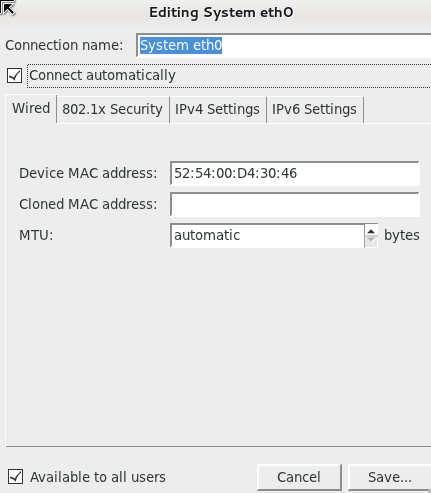 Editing System eth0
Connection name: System eth0
Connect automatically
Wired 802.1x Security IPv4 Settings IPv6 Settings
Device MAC address: 52:54:00:D4:30:46
Cloned MAC address:
MTU: automatic bytes
Available to all users Cancel Save...